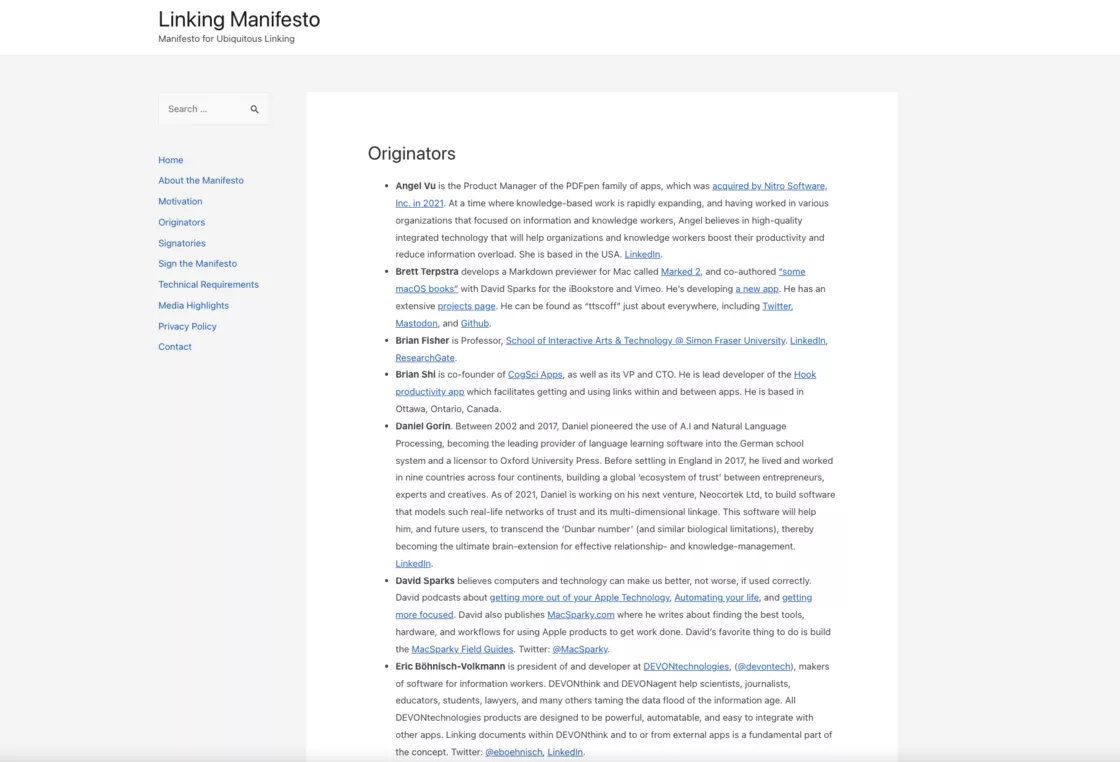 Linking Manifesto
Manifesto for Ubiquitous Linking
Search ...
Home
About the Manifesto
Motivation
Originators
Signatories
Sign the Manifesto
Technical Requirements
Media Highlights
Privacy Policy
Contact
Originators
Angel Vu is the Product Manager of the PDFpen family of apps, which was acquired by Nitro Software,
Inc. in 2021. At a time where knowledge-based work is rapidly expanding, and having worked in various
organizations that focused on information and knowledge workers, Angel believes in high-quality
integrated technology that will help organizations and knowledge workers boost their productivity and
reduce information overload. She is based in the USA. LinkedIn.
Brett Terpstra develops a Markdown previewer for Mac called Marked 2, and co-authored “some
macOS books” with David Sparks for the iBookstore and Vimeo. He’s developing a new app. He has an
extensive projects page. He can be found as “ttscoff” just about everywhere, including Twitter,
Mastodon, and Github.
Brian Fisher is Professor, School of Interactive Arts & Technology @ Simon Fraser University. LinkedIn,
ResearchGate.
Brian Shi is co-founder of CogSci Apps, as well as its VP and CTO. He is lead developer of the Hook
productivity app which facilitates getting and using links within and between apps. He is based in
Ottawa, Ontario, Canada.
Daniel Gorin. Between 2002 and 2017, Daniel pioneered the use of A.I and Natural Language
Processing, becoming the leading provider of language learning software into the German school
system and a licensor to Oxford University Press. Before settling in England in 2017, he lived and worked
in nine countries across four continents, building a global ‘ecosystem of trust’ between entrepreneurs,
experts and creatives. As of 2021, Daniel is working on his next venture, Neocortek Ltd, to build software
that models such real-life networks of trust and its multi-dimensional linkage. This software will help
him, and future users, to transcend the ‘Dunbar number’ (and similar biological limitations), thereby
becoming the ultimate brain-extension for effective relationship- and knowledge-management.
LinkedIn.
David Sparks believes computers and technology can make us better, not worse, if used correctly.
David podcasts about getting more out of your Apple Technology, Automating your life, and getting
more focused. David also publishes MacSparky.com where he writes about finding the best tools,
hardware, and workflows for using Apple products to get work done. David’s favorite thing to do is build
the MacSparky Field Guides. Twitter: @MacSparky.
Eric Böhnisch-Volkmann is president of and developer at DEVONtechnologies, (@devontech), makers
of software for information workers. DEVONthink and DEVONagent help scientists, journalists,
educators, students, lawyers, and many others taming the data flood of the information age. All
DEVONtechnologies products are designed to be powerful, automatable, and easy to integrate with
other apps. Linking documents within DEVONthink and to or from external apps is a fundamental part of
the concept. Twitter: @eboehnisch, LinkedIn.